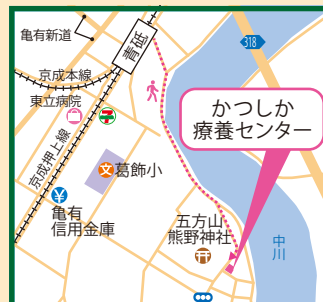 亀有新道
青砥
318
京成本線
東立病院
7
かつしか
療養センター
京成押上線
文
葛飾小
¥
亀有
信用金庫
五方山
熊野神社
中川